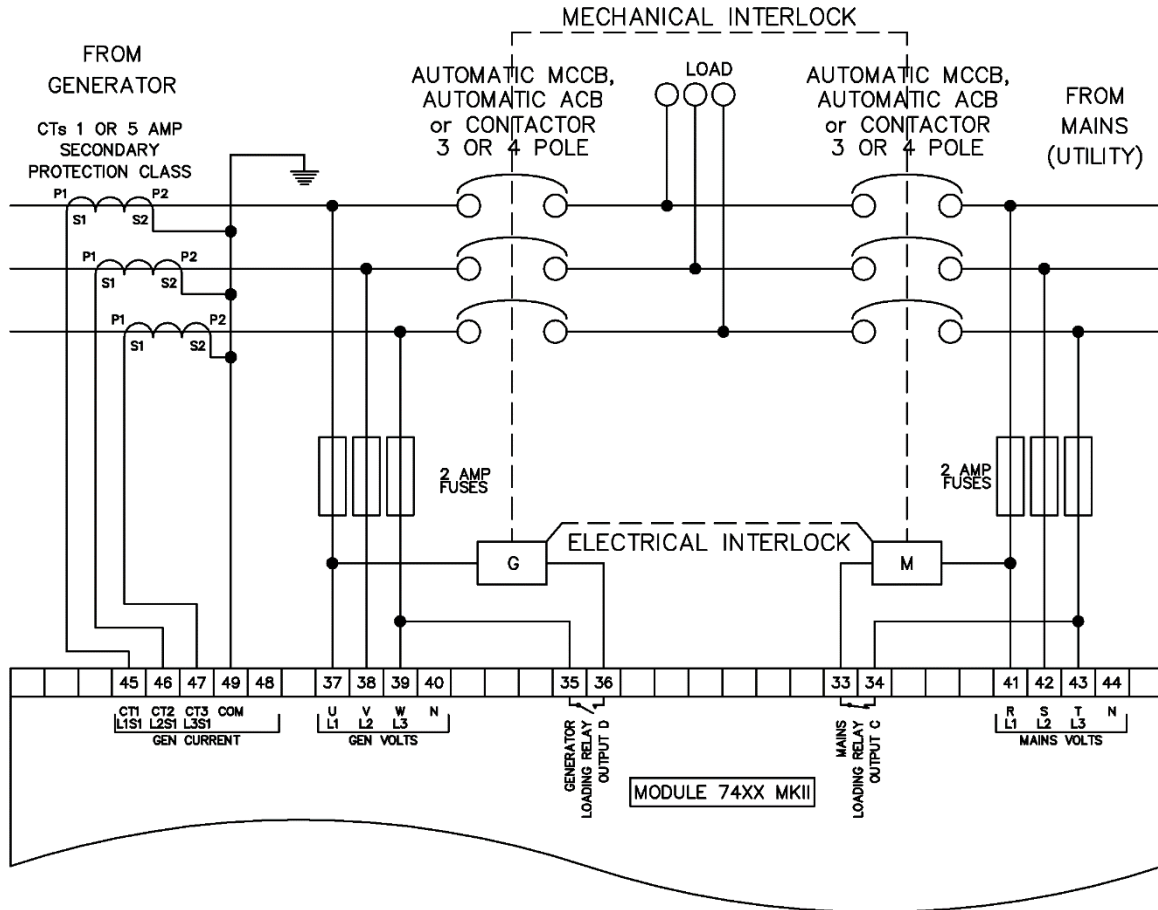 MECHANICAL INTERLOCK
FROM
GENERATOR
CTs 1 OR 5 AMP
SECONDARY
PROTECTION CLASS
AUTOMATIC MCCB,
AUTOMATIC ACB
or CONTACTOR
3 OR 4 POLE
LOAD
AUTOMATIC MCCB,
AUTOMATIC ACB
or CONTACTOR
3 OR 4 POLE
FROM
MAINS
(UTILITY)
P1 P2
S1 S2
P1 P2
S1 S2
P1 P2
S1 S2
2 AMP
FUSES
2 AMP
FUSES
ELECTRICAL INTERLOCK
G
M
45 46 47 49 48 37 38 39 40 35 36 33 34 41 42 43 44
CT1 CT2 CT3 COM
L1S1 L2S1 L3S1
GEN CURRENT
U V W N
L1 L2 L3
GEN VOLTS
GENERATOR
LOADING RELAY
OUTPUT D
MAINS
LOADING RELAY
OUTPUT C
R S T N
L1 L2 L3
MAINS VOLTS
MODULE 74XX MKII